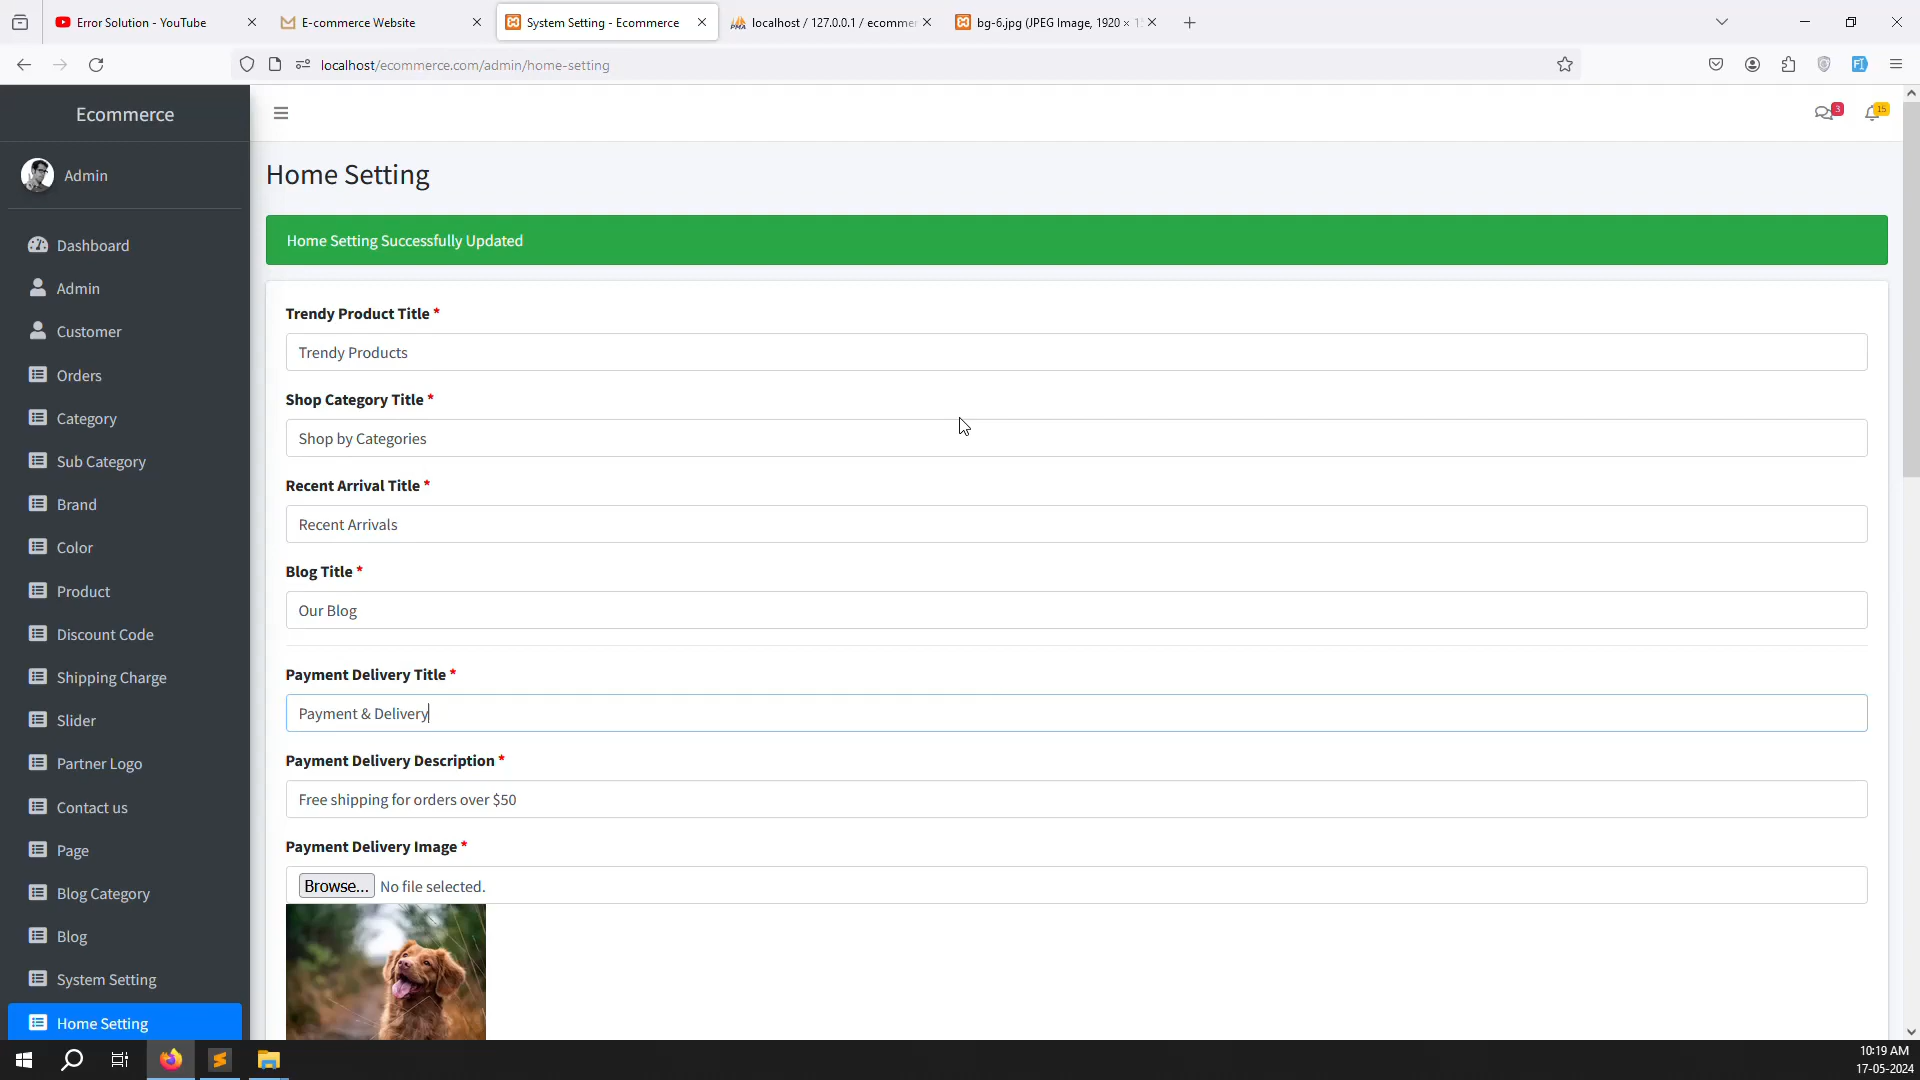 Error Solution - YouTube
E-commerce Website
System Setting - Ecommerce
localhost / 127.0.0.1 / ecommer
bg-6.jpg (JPEG Image, 1920 ×
localhost/ecommerce.com/admin/home-setting
Ecommerce
3
15
Admin
Home Setting
Home Setting Successfully Updated
Dashboard
Admin
Customer
Orders
Category
Sub Category
Brand
Color
Product
Discount Code
Shipping Charge
Slider
Partner Logo
Contact us
Page
Blog Category
Blog
System Setting
Home Setting
Trendy Product Title *
Trendy Products
Shop Category Title *
Shop by Categories
Recent Arrival Title *
Recent Arrivals
Blog Title *
Our Blog
Payment Delivery Title *
Payment & Delivery
Payment Delivery Description *
Free shipping for orders over $50
Payment Delivery Image *
Browse... No file selected.
10:19 AM
17-05-2024